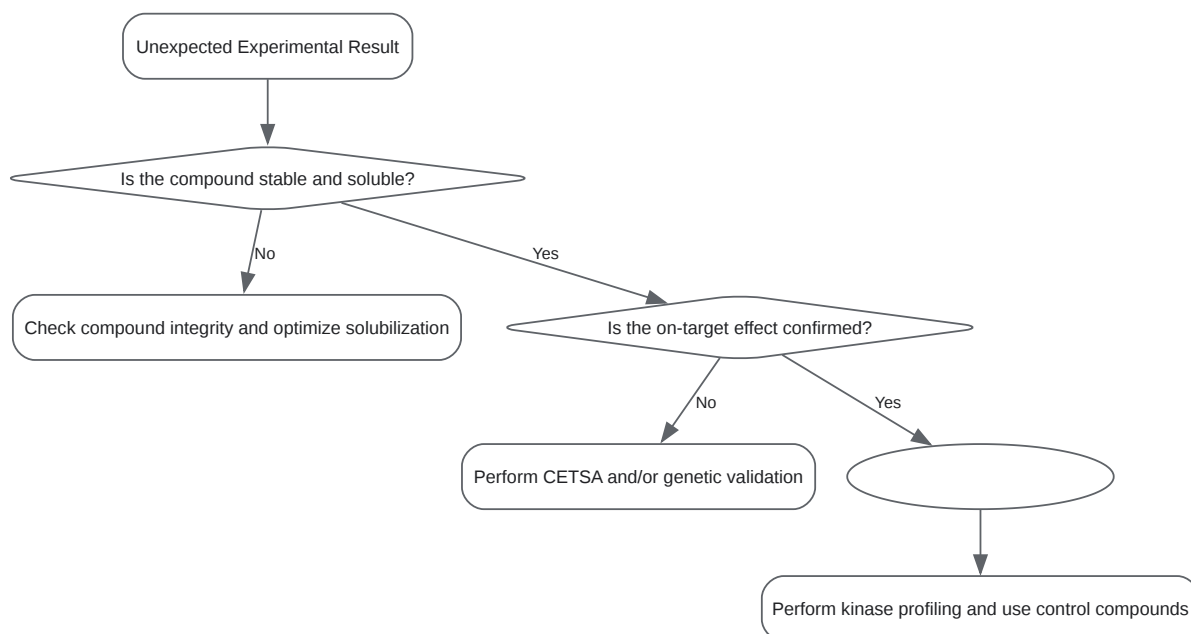 Unexpected Experimental Result
Is the compound stable and soluble?
No
Yes
Check compound integrity and optimize solubilization
Is the on-target effect confirmed?
No
Yes
Perform CETSA and/or genetic validation
Perform kinase profiling and use control compounds